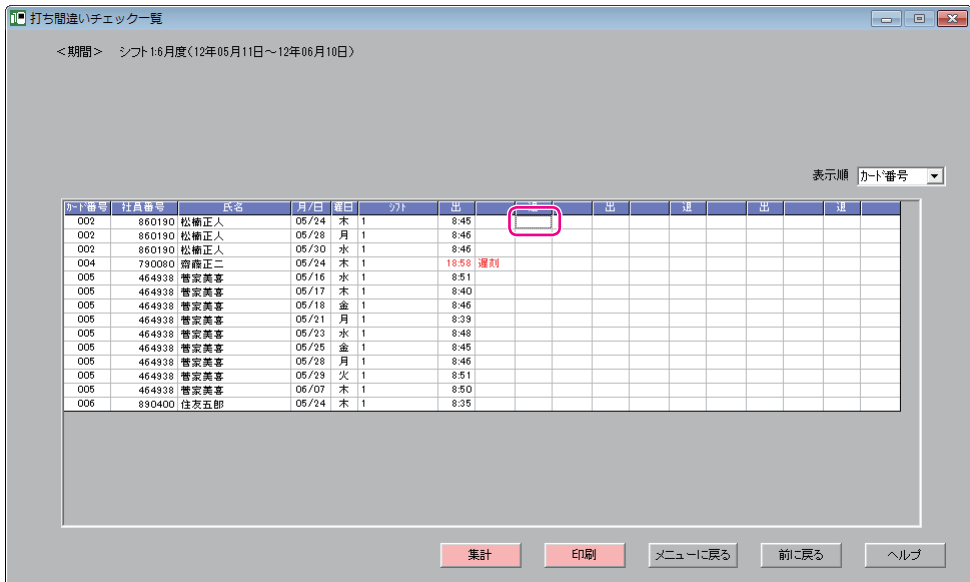 打ち間違いチェック一覧
＜期間＞ シフト1:6月度(12年05月11日～12年06月10日)
表示順 カード番号
カード番号 社員番号 氏名 月/日 曜日 シフト 出 退 出 退 出 退
002 860190 松楠正人 05/24 木 1 8:45
002 860190 松楠正人 05/28 月 1 8:46
002 860190 松楠正人 05/30 水 1 8:46
004 790080 齋藤正二 05/24 木 1 18:58 遅刻
005 464938 菅家美喜 05/16 水 1 8:51
005 464938 菅家美喜 05/17 木 1 8:40
005 464938 菅家美喜 05/18 金 1 8:46
005 464938 菅家美喜 05/21 月 1 8:39
005 464938 菅家美喜 05/23 水 1 8:48
005 464938 菅家美喜 05/25 金 1 8:45
005 464938 菅家美喜 05/28 月 1 8:46
005 464938 菅家美喜 05/29 火 1 8:51
005 464938 菅家美喜 06/07 木 1 8:50
006 890400 住友五郎 05/24 木 1 8:35
集計 印刷 メニューに戻る 前に戻る ヘルプ